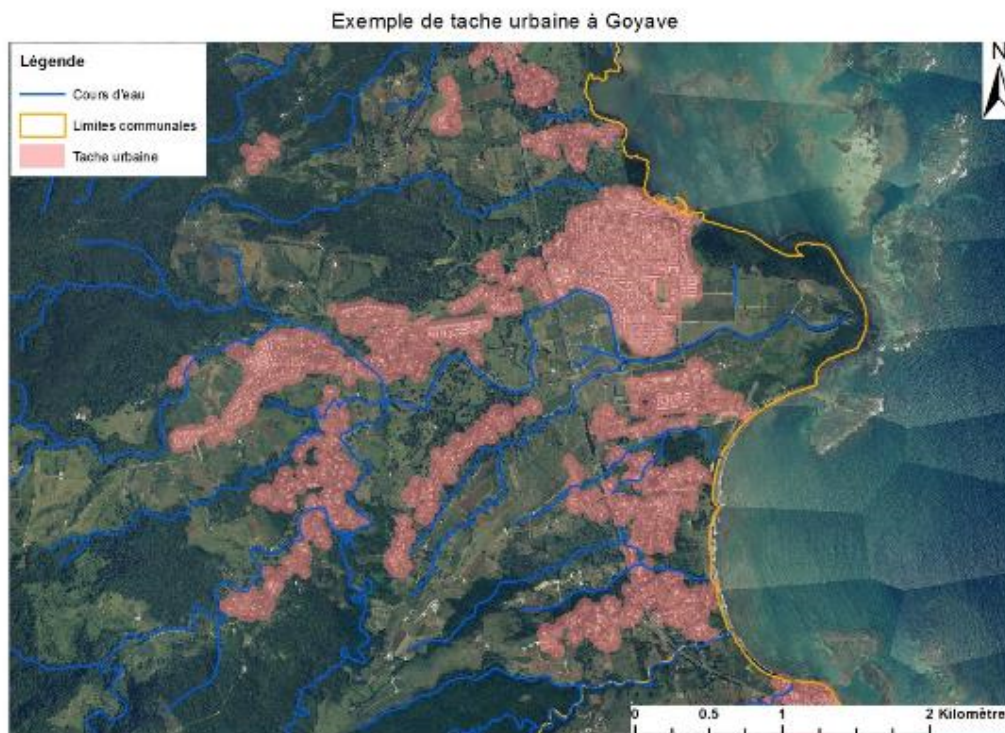 Exemple de tache urbaine à Goyave
Légende
Cours d'eau
Limites communales
Tache urbaine
N
0 0.5 1 2 Kilomètre